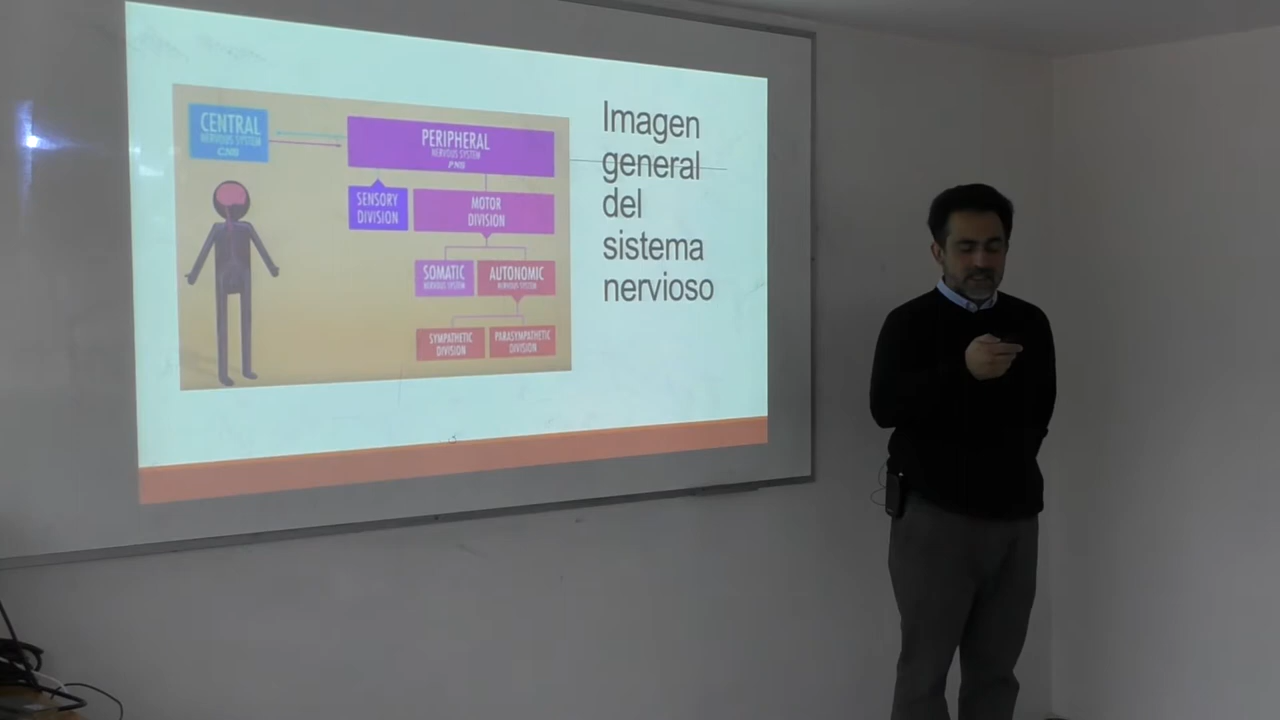 CENTRAL
NERVOUS SYSTEM
CNS
PERIPHERAL
NERVOUS SYSTEM
PNS
SENSORY
DIVISION
MOTOR
DIVISION
SOMATIC
NERVOUS SYSTEM
AUTONOMIC
NERVOUS SYSTEM
SYMPATHETIC
DIVISION
PARASYMPATHETIC
DIVISION
Imagen
general
del
sistema
nervioso